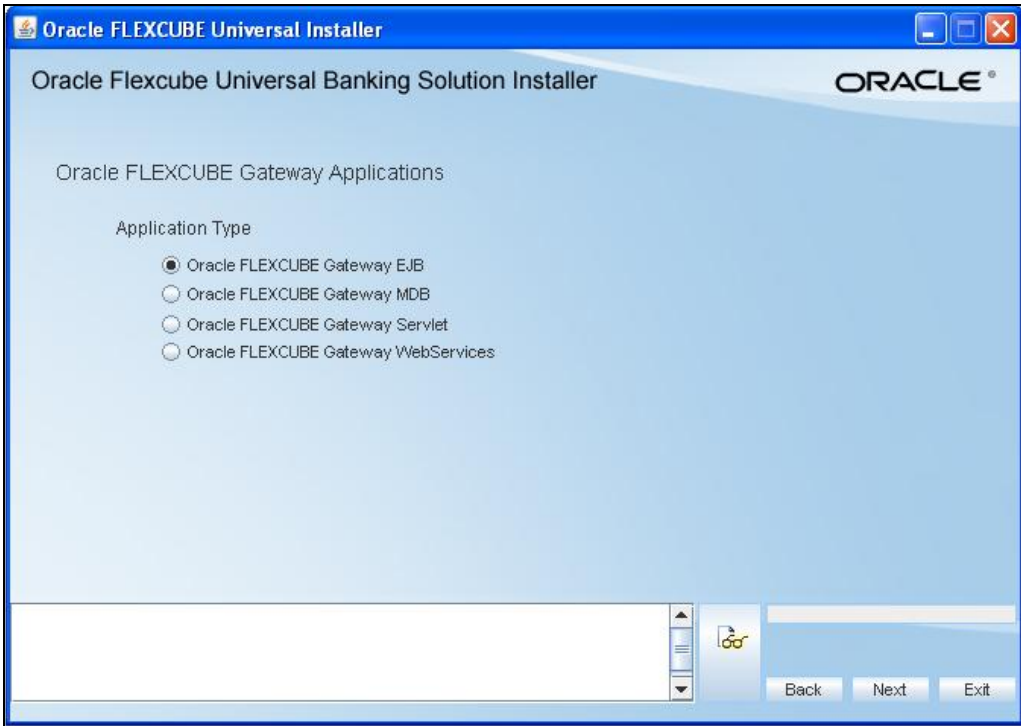 Oracle FLEXCUBE Universal Installer
Oracle Flexcube Universal Banking Solution Installer
ORACLE®
Oracle FLEXCUBE Gateway Applications
Application Type
Oracle FLEXCUBE Gateway EJB
Oracle FLEXCUBE Gateway MDB
Oracle FLEXCUBE Gateway Servlet
Oracle FLEXCUBE Gateway WebServices
Back Next Exit